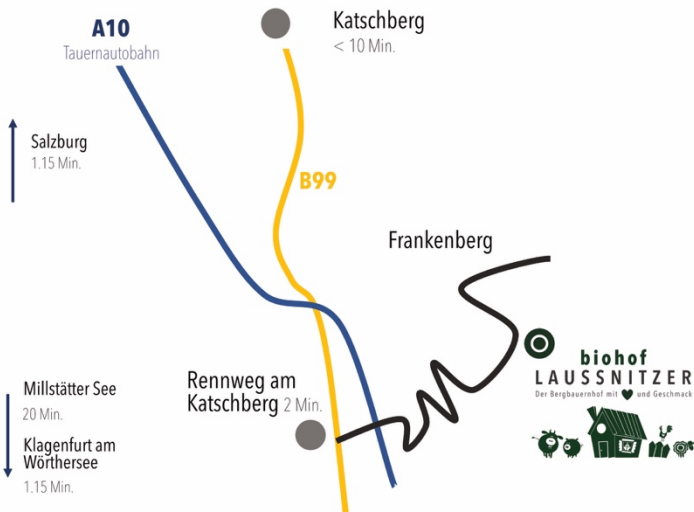 A10
Tauernautobahn
Katschberg
< 10 Min.
Salzburg
1.15 Min.
B99
Frankenberg
biohof
LAUSSNITZER
Der Bergbauernhof mit und Geschmack
Rennweg am
Katschberg 2 Min.
Millstätter See
20 Min.
Klagenfurt am
Wörthersee
1.15 Min.